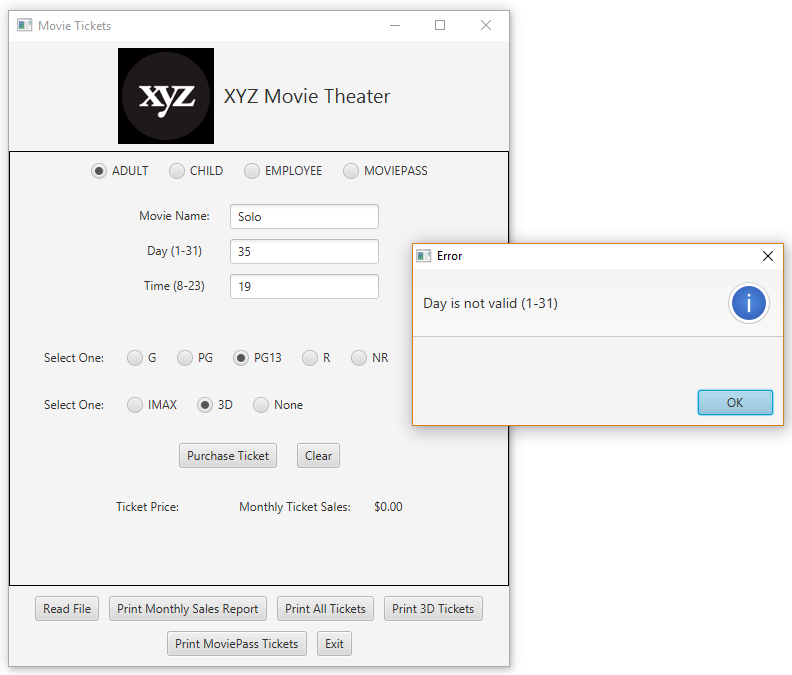 Movie Tickets
xyz
XYZ Movie Theater
ADULT CHILD EMPLOYEE MOVIEPASS
Movie Name: Solo
Day (1-31) 35
Time (8-23) 19
Select One: G PG PG13 R NR
Select One: IMAX 3D None
Purchase Ticket Clear
Ticket Price: Monthly Ticket Sales: $0.00
Read File Print Monthly Sales Report Print All Tickets Print 3D Tickets
Print MoviePass Tickets Exit
Error
Day is not valid (1-31)
i
OK